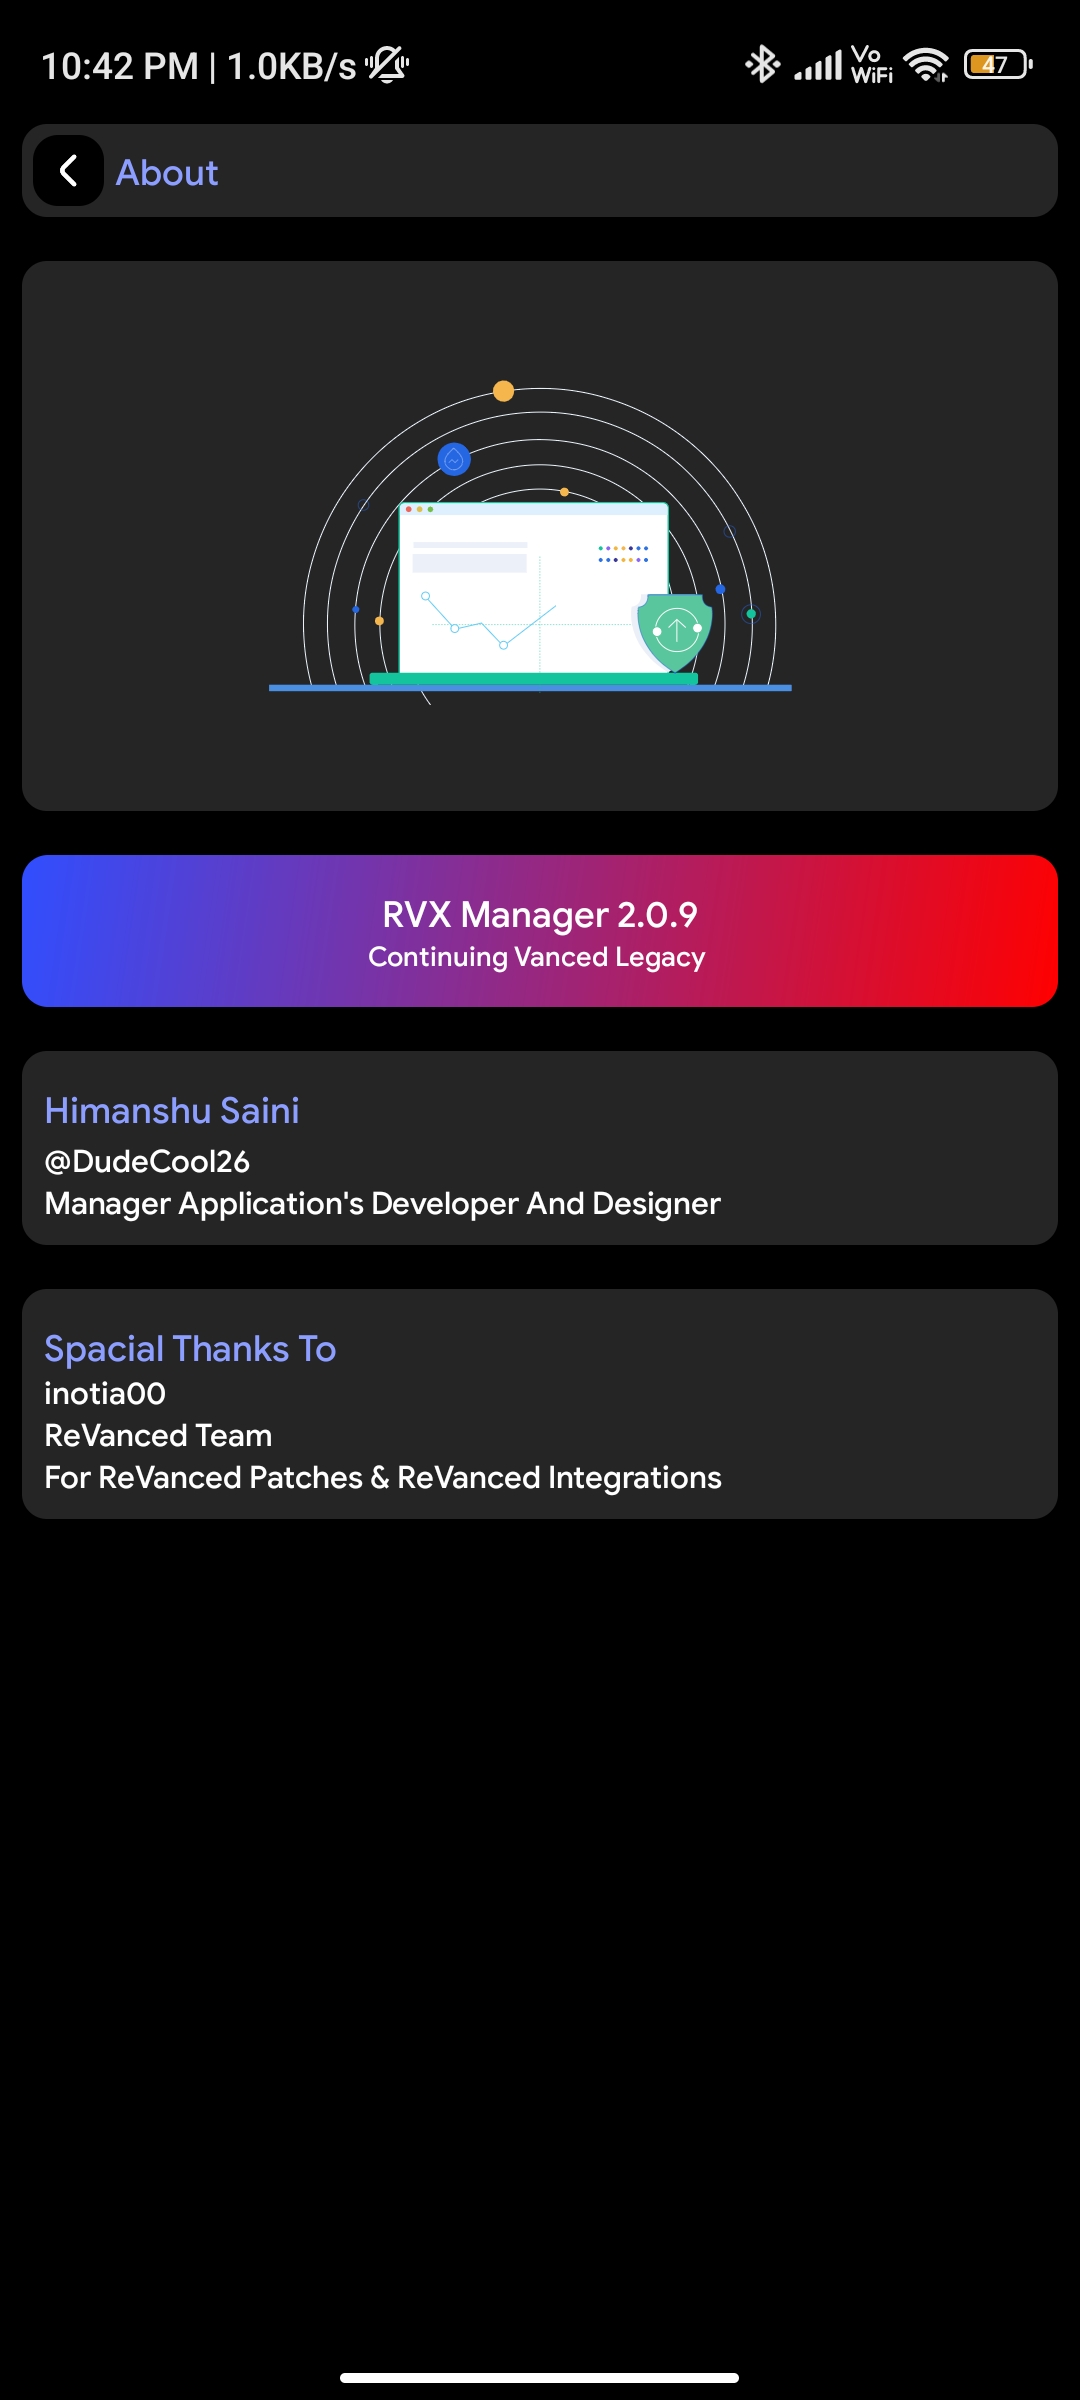 10:42 PM | 1.0KB/s
Vo
WiFi
47
About
RVX Manager 2.0.9
Continuing Vanced Legacy
Himanshu Saini
@DudeCool26
Manager Application's Developer And Designer
Spacial Thanks To
inotia00
ReVanced Team
For ReVanced Patches & ReVanced Integrations